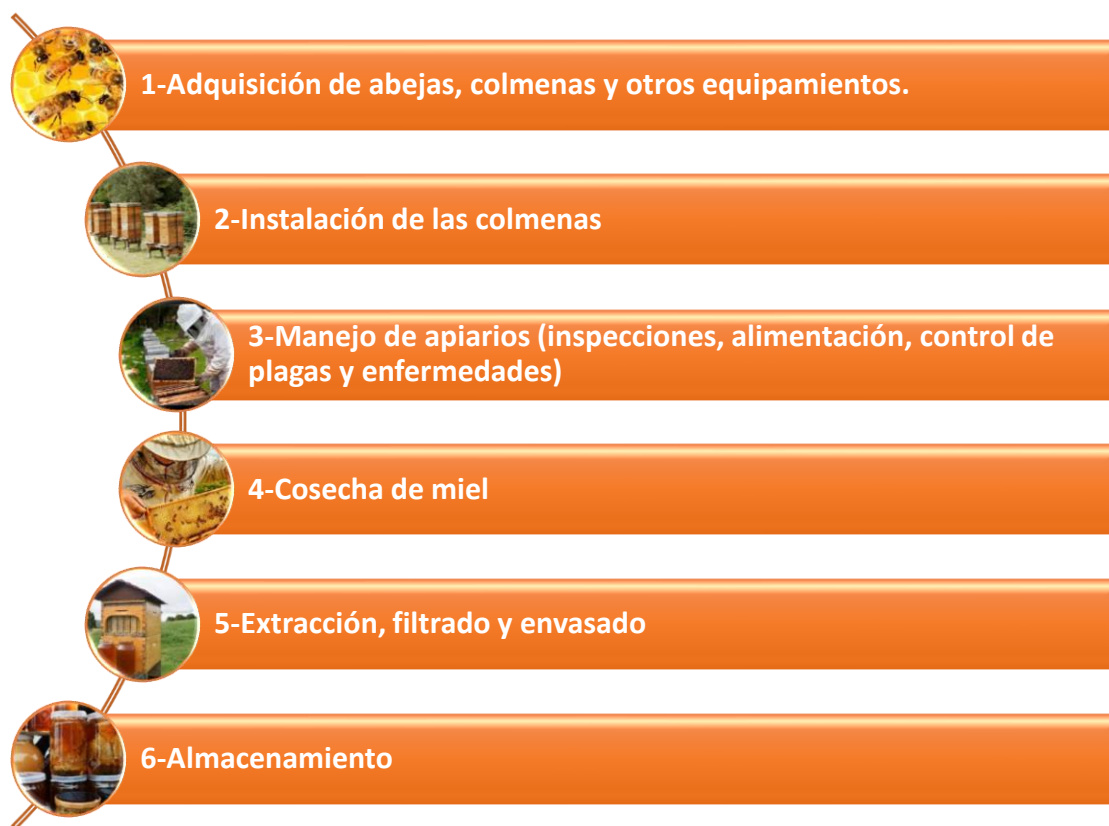 1-Adquisición de abejas, colmenas y otros equipamientos.
2-Instalación de las colmenas
3-Manejo de apiarios (inspecciones, alimentación, control de
plagas y enfermedades)
4-Cosecha de miel
5-Extracción, filtrado y envasado
6-Almacenamiento